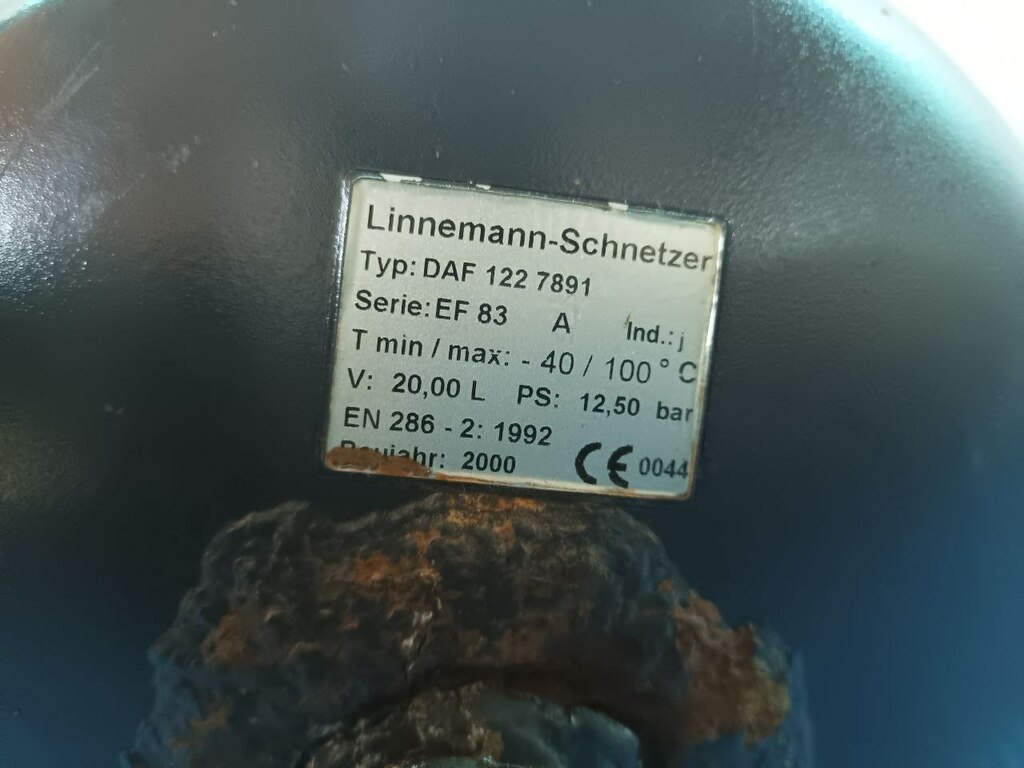 Linnemann-Schnetzer
Typ: DAF 122 7891
Serie: EF 83 A Ind.: j
T min / max: - 40 / 100 ° C
V: 20,00 L PS: 12,50 bar
EN 286 - 2: 1992
Baujahr: 2000 CE 0044